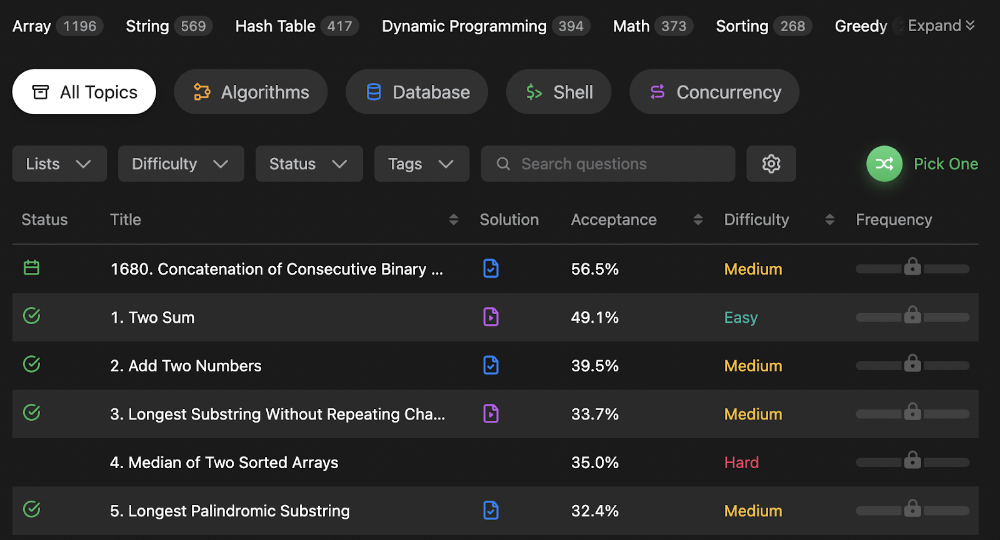 Array 1196 String 569 Hash Table 417 Dynamic Programming 394 Math 373 Sorting 268 Greedy Expand
All Topics Algorithms Database $> Shell Concurrency
Lists Difficulty Status Tags Search questions Pick One
Status Title Solution Acceptance Difficulty Frequency
1680. Concatenation of Consecutive Binary ... 56.5% Medium
1. Two Sum 49.1% Easy
2. Add Two Numbers 39.5% Medium
3. Longest Substring Without Repeating Cha... 33.7% Medium
4. Median of Two Sorted Arrays 35.0% Hard
5. Longest Palindromic Substring 32.4% Medium